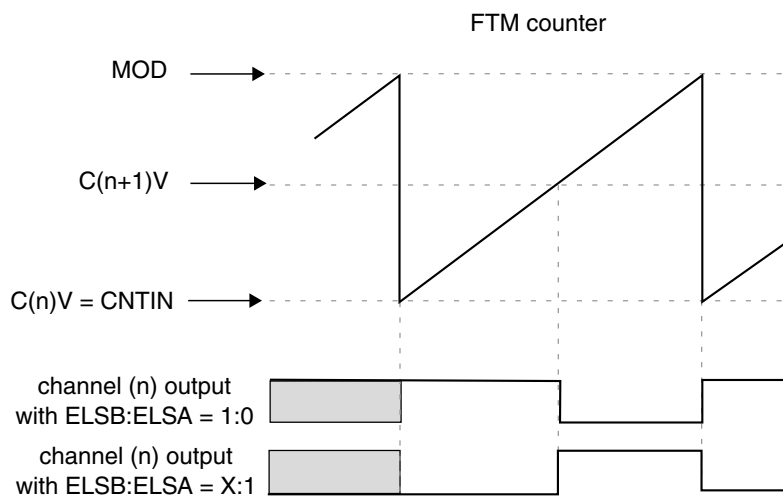 FTM counter
MOD
C(n+1)V
C(n)V = CNTIN
channel (n) output
with ELSB:ELSA = 1:0
channel (n) output
with ELSB:ELSA = X:1